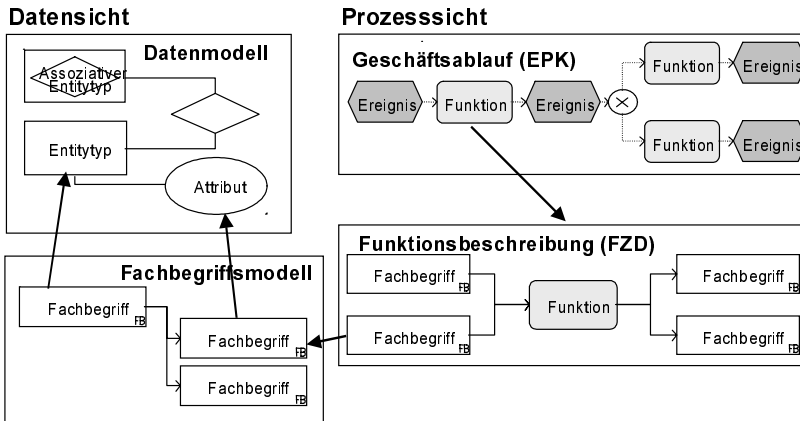 Datensicht
Datenmodell
Assoziativer
Entitytyp
Entitytyp
Attribut
Fachbegriffsmodell
Fachbegriff
FB
Fachbegriff
FB
Fachbegriff
FB
Prozesssicht
Geschäftsablauf (EPK)
Ereignis
Funktion
Ereignis
X
Funktion
Ereignis
Funktion
Ereignis
Funktionsbeschreibung (FZD)
Fachbegriff
FB
Fachbegriff
FB
Funktion
Fachbegriff
FB
Fachbegriff
FB